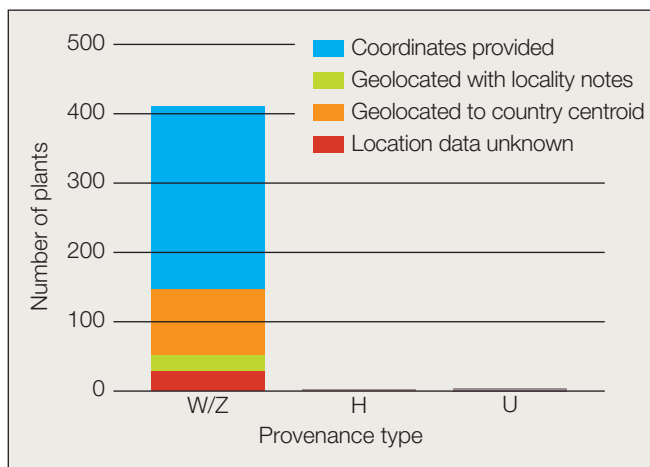 500
400
300
200
100
0
Number of plants
Coordinates provided
Geolocated with locality notes
Geolocated to country centroid
Location data unknown
W/Z H U
Provenance type